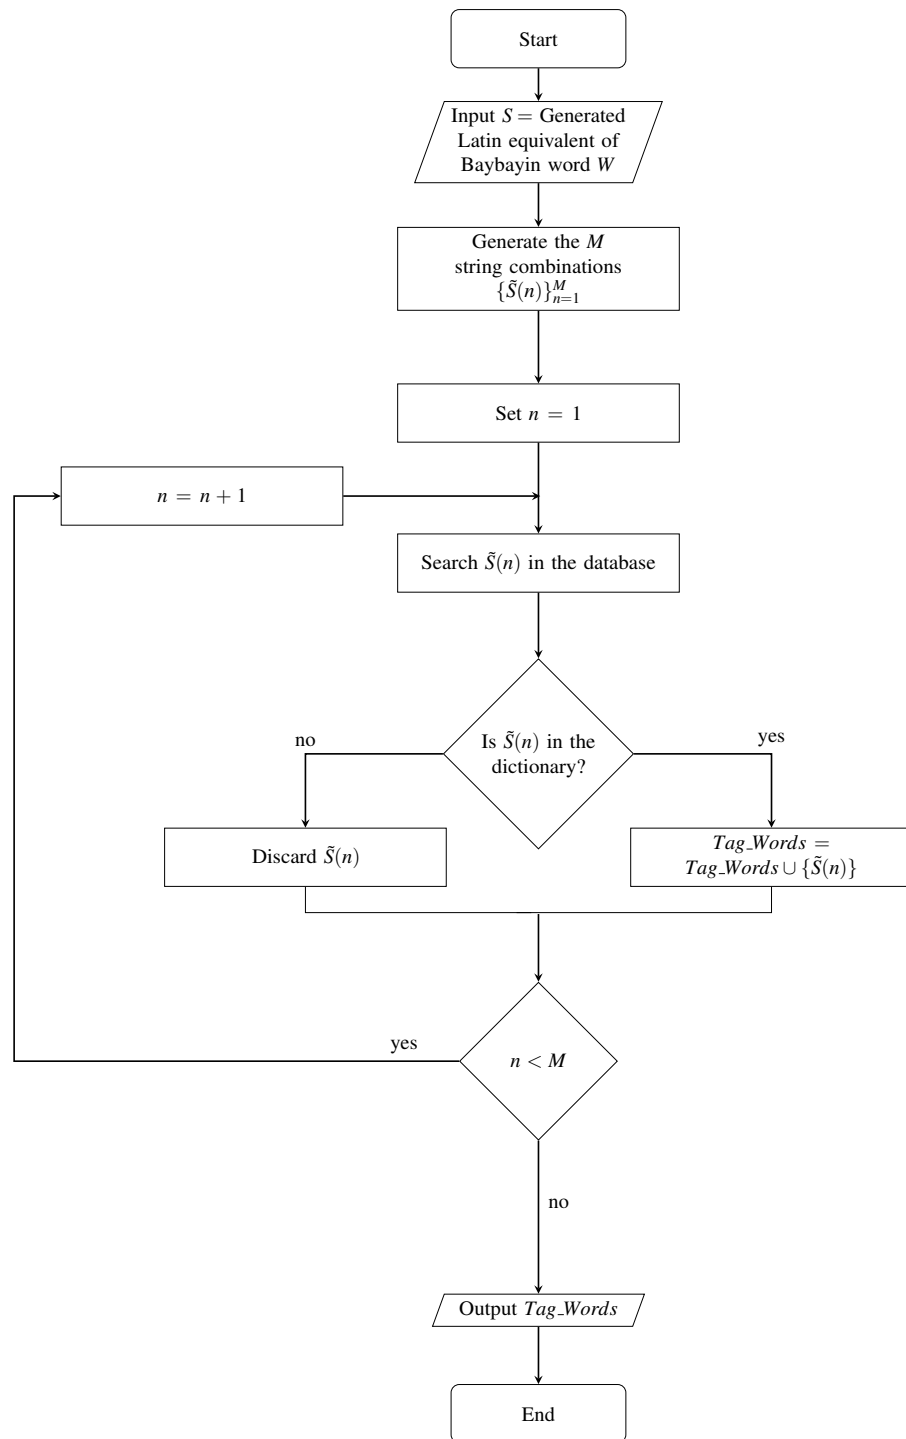 Start
Input S = Generated
Latin equivalent of
Baybayin word W
Generate the M
string combinations
{S̃(n)}ᴹₙ₌₁
Set n = 1
n = n + 1
Search S̃(n) in the database
Is S̃(n) in the
dictionary?
no
yes
Discard S̃(n)
Tag_Words =
Tag_Words ∪ {S̃(n)}
n < M
yes
no
Output Tag_Words
End